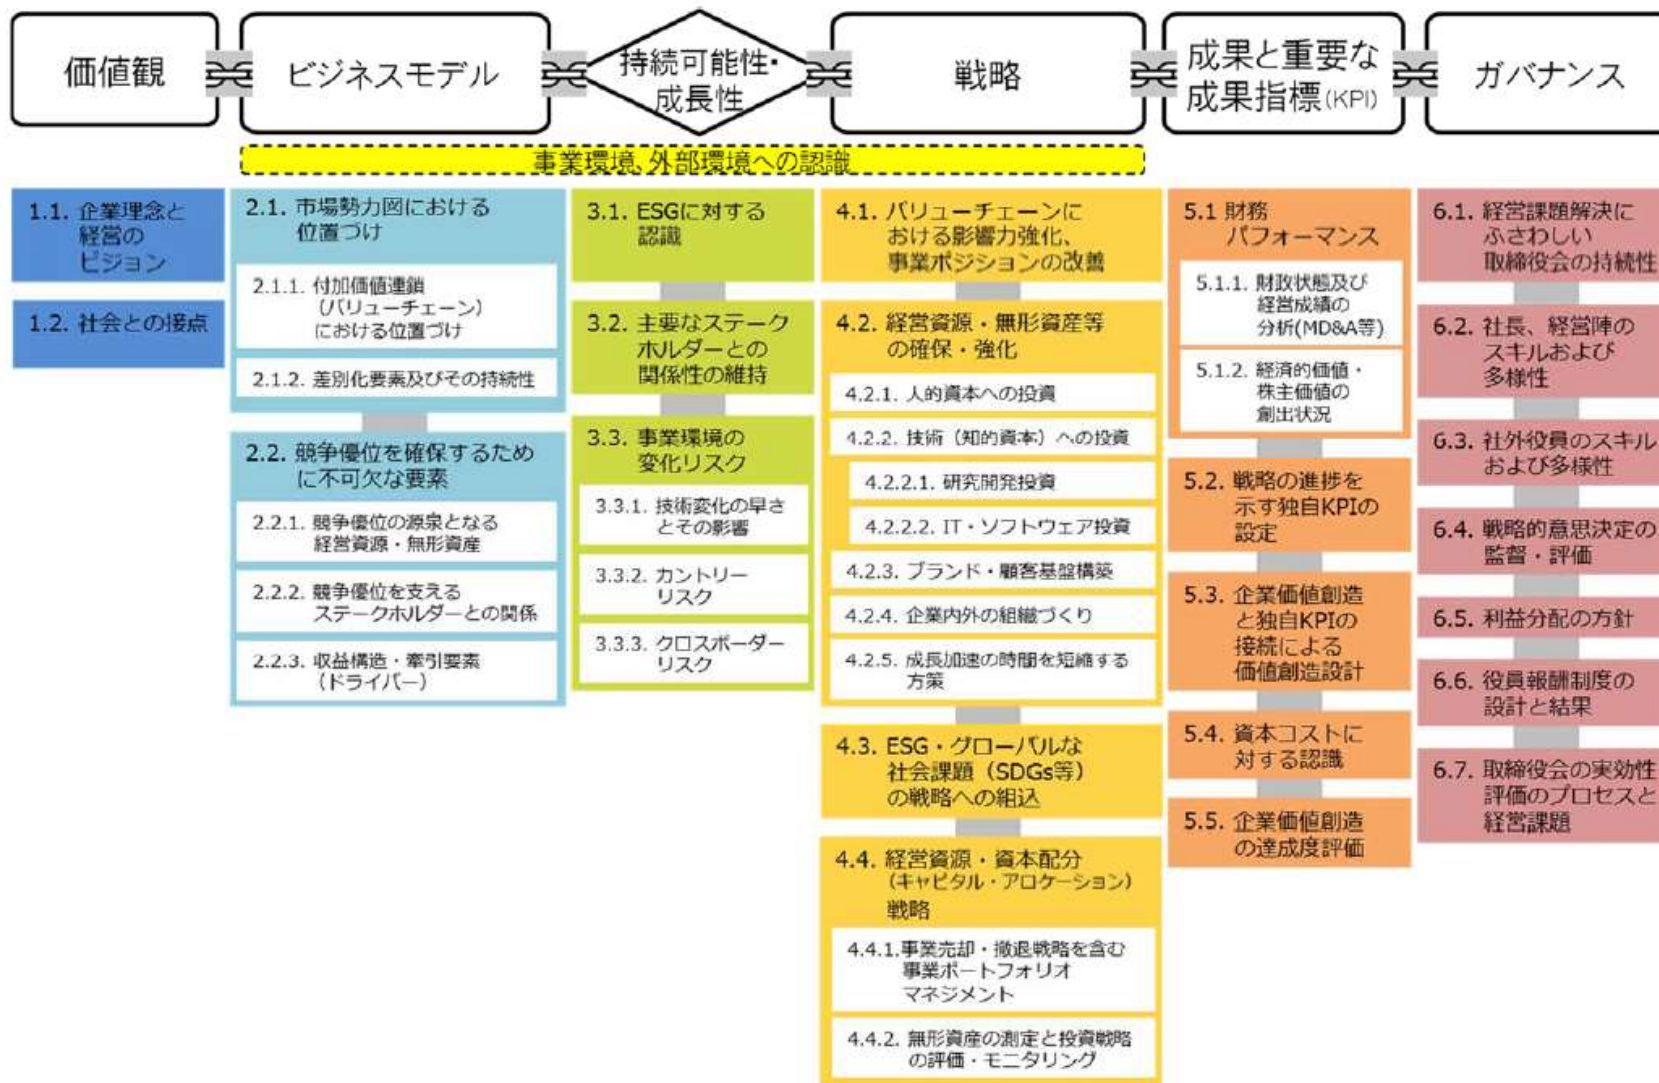 価値観
ビジネスモデル
持続可能性・
成長性
戦略
成果と重要な
成果指標(KPI)
ガバナンス
事業環境、外部環境への認識
1.1. 企業理念と
経営の
ビジョン
1.2. 社会との接点
2.1. 市場勢力図における
位置づけ
2.1.1. 付加価値連鎖
(バリューチェーン)
における位置づけ
2.1.2. 差別化要素及びその持続性
2.2. 競争優位を確保するため
に不可欠な要素
2.2.1. 競争優位の源泉となる
経営資源・無形資産
2.2.2. 競争優位を支える
ステークホルダーとの関係
2.2.3. 収益構造・牽引要素
(ドライバー)
3.1. ESGに対する
認識
3.2. 主要なステーク
ホルダーとの
関係性の維持
3.3. 事業環境の
変化リスク
3.3.1. 技術変化の早さ
とその影響
3.3.2. カントリー
リスク
3.3.3. クロスボーダー
リスク
4.1. バリューチェーンに
おける影響力強化、
事業ポジションの改善
4.2. 経営資源・無形資産等
の確保・強化
4.2.1. 人的資本への投資
4.2.2. 技術（知的資本）への投資
4.2.2.1. 研究開発投資
4.2.2.2. IT・ソフトウェア投資
4.2.3. ブランド・顧客基盤構築
4.2.4. 企業内外の組織づくり
4.2.5. 成長加速の時間を短縮する
方策
4.3. ESG・グローバルな
社会課題（SDGs等）
の戦略への組込
4.4. 経営資源・資本配分
(キャピタル・アロケーション)
戦略
4.4.1.事業売却・撤退戦略を含む
事業ポートフォリオ
マネジメント
4.4.2. 無形資産の測定と投資戦略
の評価・モニタリング
5.1 財務
パフォーマンス
5.1.1. 財政状態及び
経営成績の
分析(MD&A等)
5.1.2. 経済的価値・
株主価値の
創出状況
5.2. 戦略の進捗を
示す独自KPIの
設定
5.3. 企業価値創造
と独自KPIの
接続による
価値創造設計
5.4. 資本コストに
対する認識
5.5. 企業価値創造
の達成度評価
6.1. 経営課題解決に
ふさわしい
取締役会の持続性
6.2. 社長、経営陣の
スキルおよび
多様性
6.3. 社外役員のスキル
および多様性
6.4. 戦略的意思決定の
監督・評価
6.5. 利益分配の方針
6.6. 役員報酬制度の
設計と結果
6.7. 取締役会の実効性
評価のプロセスと
経営課題